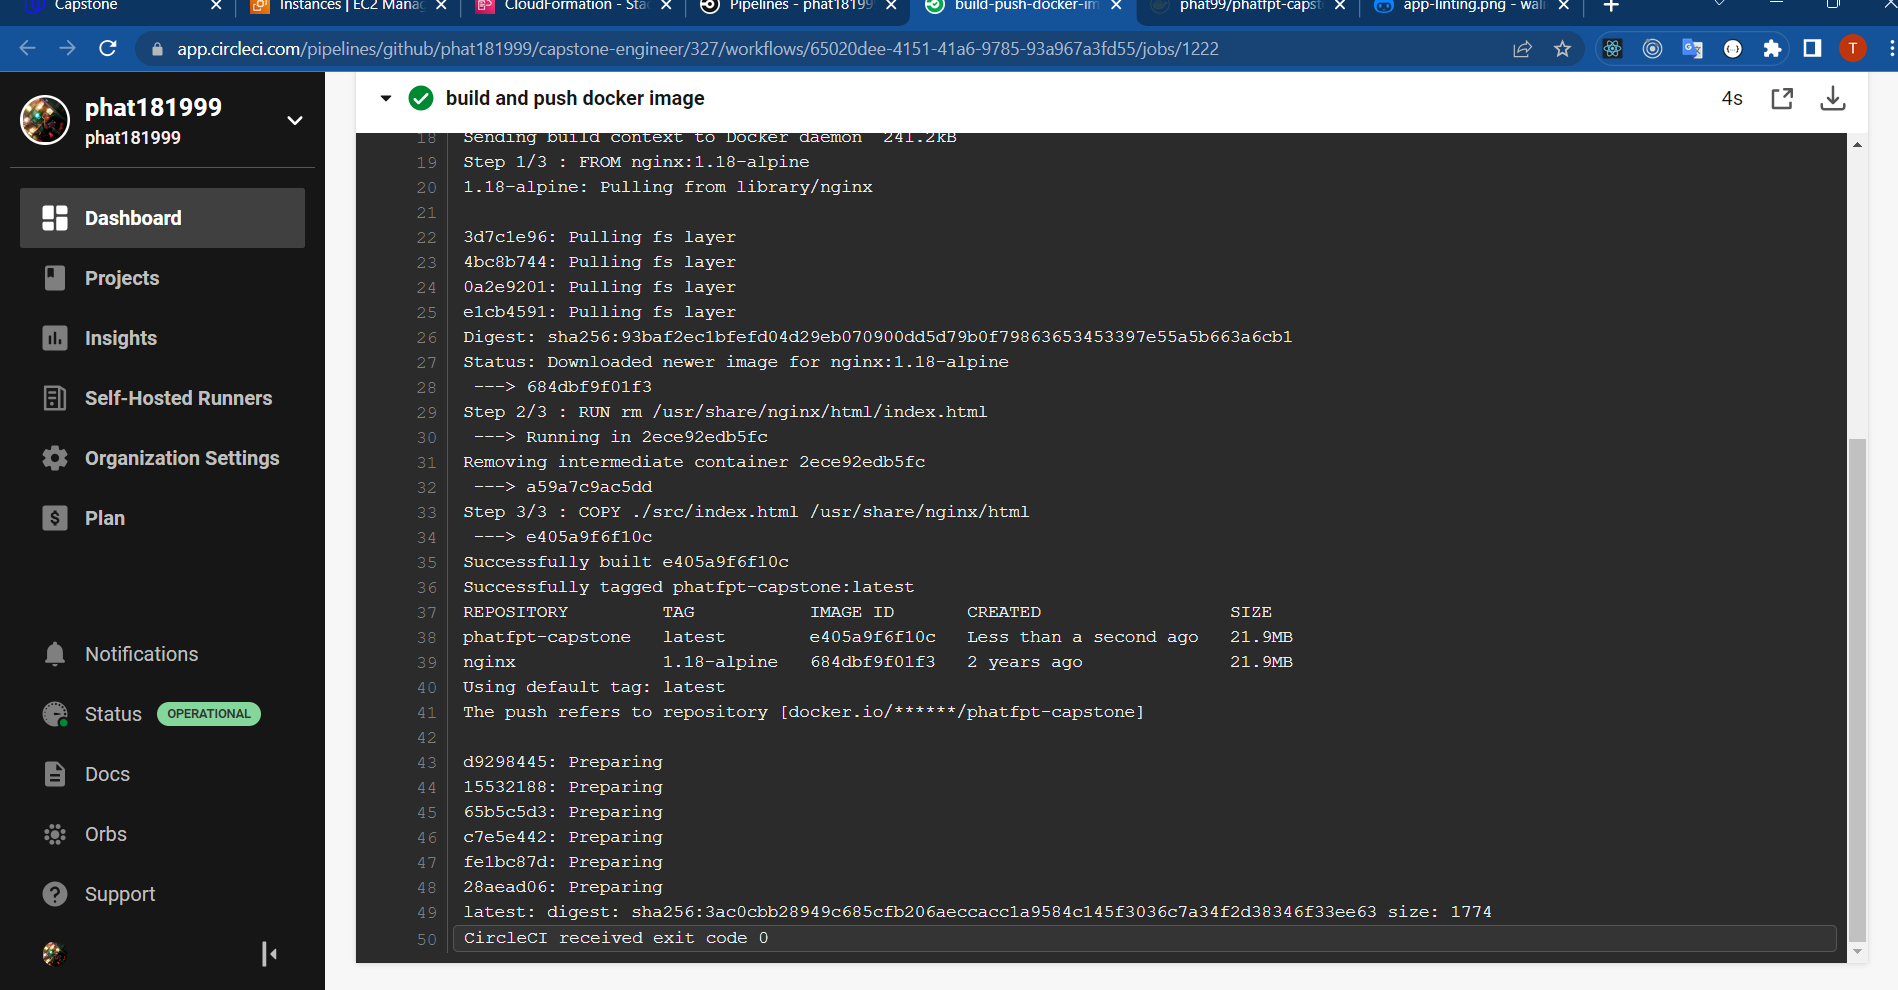 Capstone
Instances | EC2 Manag
CloudFormation - Stac
Pipelines - phat18199
build-push-docker-im
phat99/phatfpt-capst
app-linting.png - wali
app.circleci.com/pipelines/github/phat181999/capstone-engineer/327/workflows/65020dee-4151-41a6-9785-93a967a3fd55/jobs/1222
T
phat181999
phat181999
Dashboard
Projects
Insights
Self-Hosted Runners
Organization Settings
Plan
Notifications
Status OPERATIONAL
Docs
Orbs
Support
build and push docker image
4s
18 Sending build context to Docker daemon 241.2kB
19 Step 1/3 : FROM nginx:1.18-alpine
20 1.18-alpine: Pulling from library/nginx
21
22 3d7c1e96: Pulling fs layer
23 4bc8b744: Pulling fs layer
24 0a2e9201: Pulling fs layer
25 e1cb4591: Pulling fs layer
26 Digest: sha256:93baf2ec1bfefd04d29eb070900dd5d79b0f79863653453397e55a5b663a6cb1
27 Status: Downloaded newer image for nginx:1.18-alpine
28 ---> 684dbf9f01f3
29 Step 2/3 : RUN rm /usr/share/nginx/html/index.html
30 ---> Running in 2ece92edb5fc
31 Removing intermediate container 2ece92edb5fc
32 ---> a59a7c9ac5dd
33 Step 3/3 : COPY ./src/index.html /usr/share/nginx/html
34 ---> e405a9f6f10c
35 Successfully built e405a9f6f10c
36 Successfully tagged phatfpt-capstone:latest
37 REPOSITORY TAG IMAGE ID CREATED SIZE
38 phatfpt-capstone latest e405a9f6f10c Less than a second ago 21.9MB
39 nginx 1.18-alpine 684dbf9f01f3 2 years ago 21.9MB
40 Using default tag: latest
41 The push refers to repository [docker.io/******/phatfpt-capstone]
42
43 d9298445: Preparing
44 15532188: Preparing
45 65b5c5d3: Preparing
46 c7e5e442: Preparing
47 fe1bc87d: Preparing
48 28aead06: Preparing
49 latest: digest: sha256:3ac0cbb28949c685cfb206aeccacc1a9584c145f3036c7a34f2d38346f33ee63 size: 1774
50 CircleCI received exit code 0